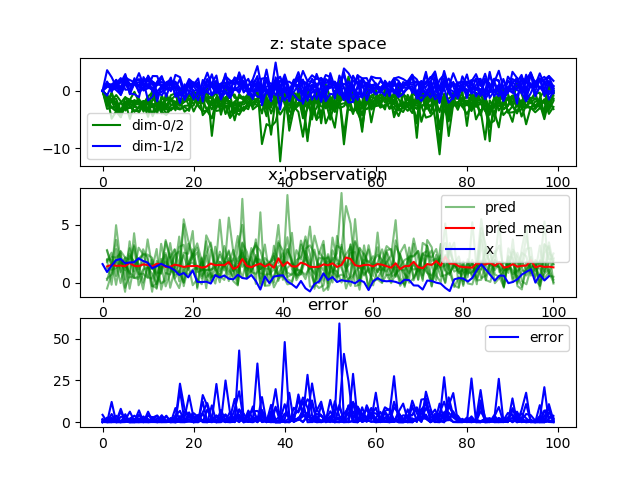 z: state space
0
−10
dim-0/2
dim-1/2
0 20 40 60 80 100
x: observation
5
0
pred
pred_mean
x
0 20 40 60 80 100
error
50
25
0
error
0 20 40 60 80 100